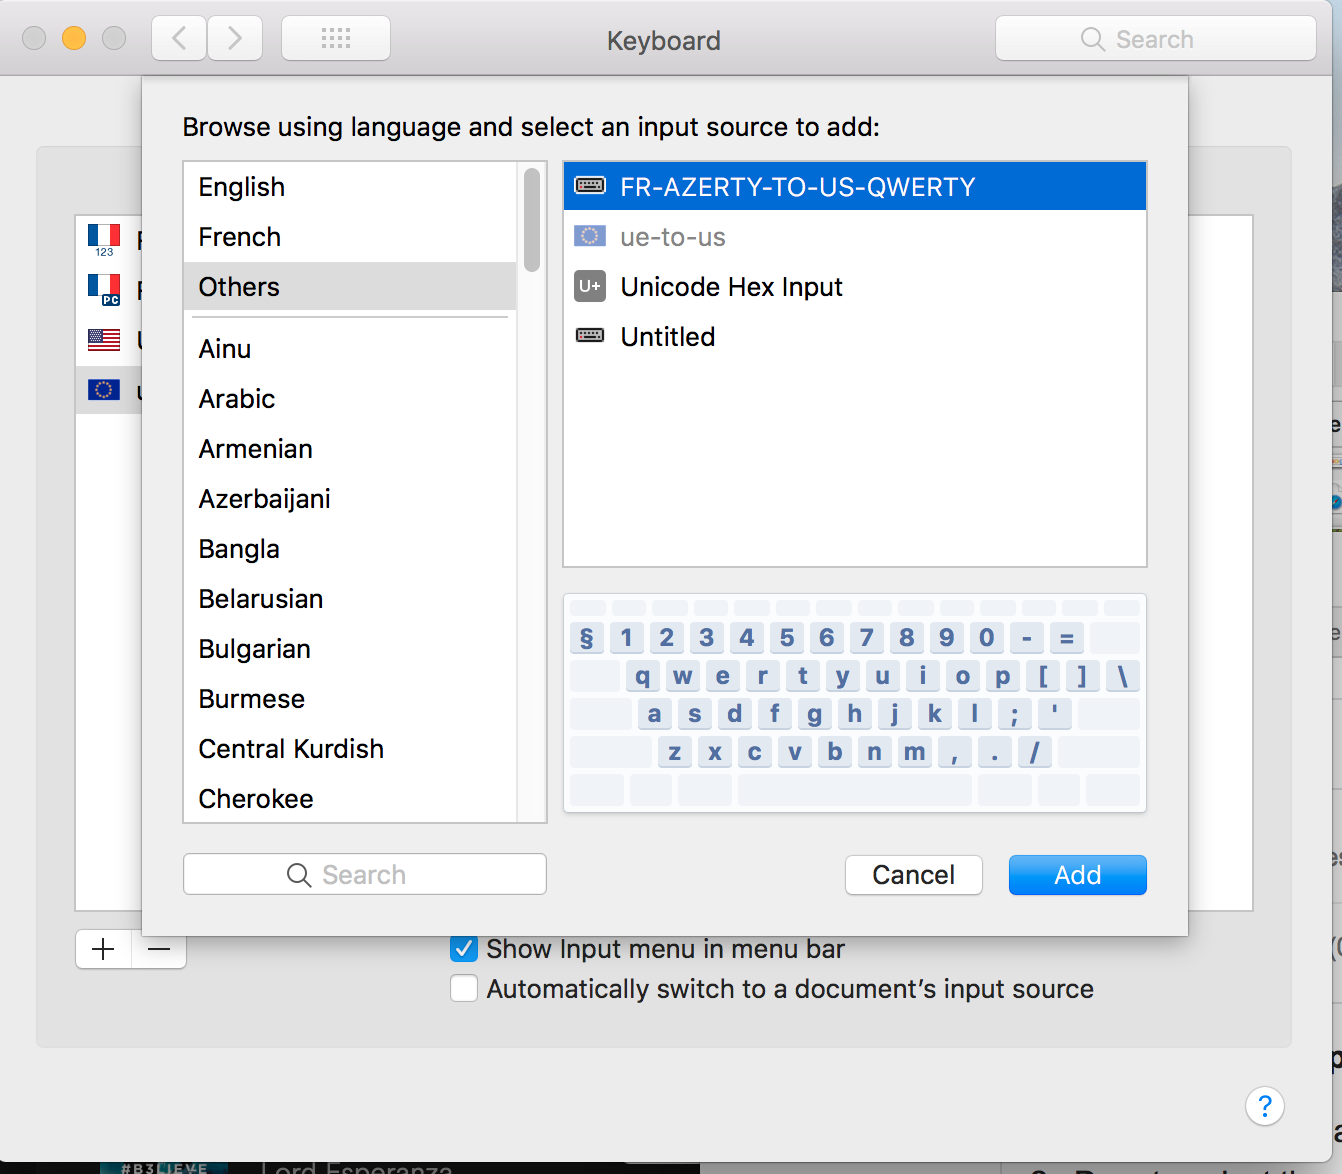 Keyboard
Search
Browse using language and select an input source to add:
English
French
Others
Ainu
Arabic
Armenian
Azerbaijani
Bangla
Belarusian
Bulgarian
Burmese
Central Kurdish
Cherokee
Search
123
PC
FR-AZERTY-TO-US-QWERTY
ue-to-us
U+ Unicode Hex Input
Untitled
§ 1 2 3 4 5 6 7 8 9 0 - =
q w e r t y u i o p [ ] \
a s d f g h j k l ; '
z x c v b n m , . /
Cancel
Add
+ −
Show Input menu in menu bar
Automatically switch to a document’s input source
?
#B3LIEVE
Lord Esperanza